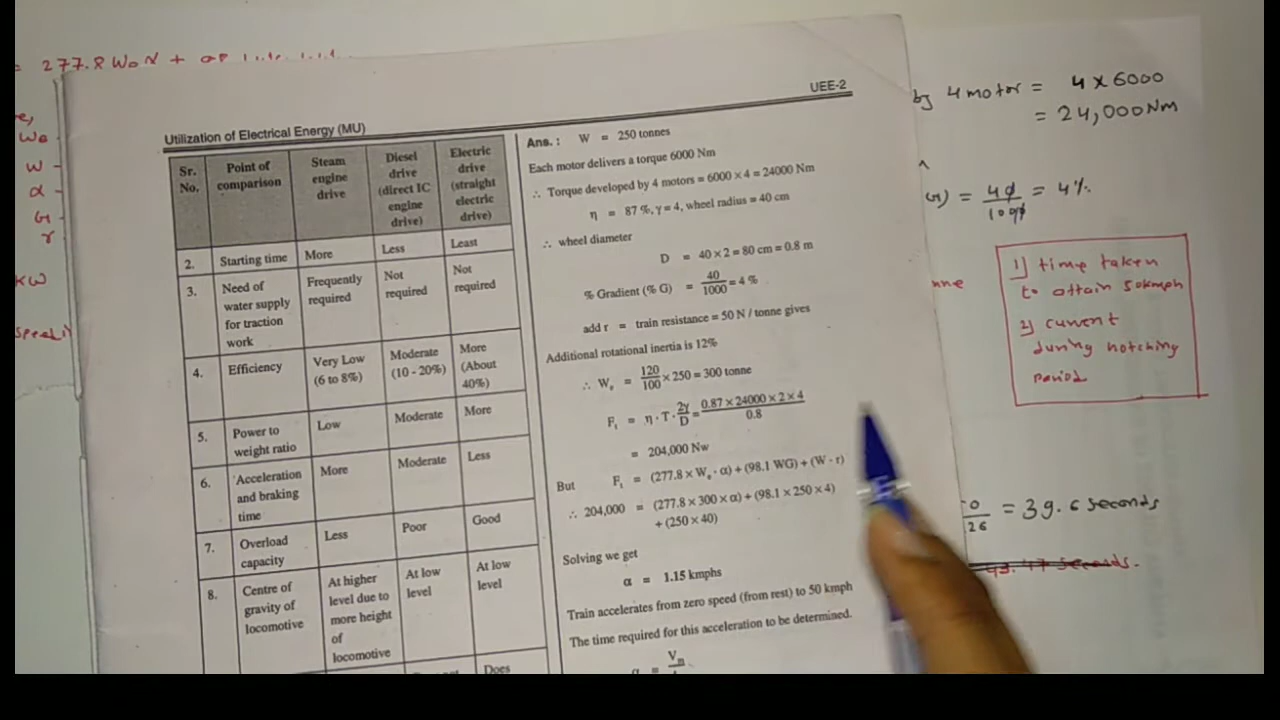 = 277.8 Wo α +
We
W -
α -
G -
r
KW
by 4 motor = 4 × 6000
= 24,000Nm
(G) = 40/1000 = 4%
1) time taken
to attain 50kmph
2) current
during notching
period
= 39.6 seconds
26
43.47 seconds.
Utilization of Electrical Energy (MU)
UEE-2
Sr. No. Point of comparison Steam engine drive Diesel drive (direct IC engine drive) Electric drive (straight electric drive)
2. Starting time More Less Least
3. Need of water supply for traction work Frequently required Not required Not required
4. Efficiency Very Low (6 to 8%) Moderate (10 - 20%) More (About 40%)
5. Power to weight ratio Low Moderate More
6. Acceleration and braking time More Moderate Less
7. Overload capacity Less Poor Good
8. Centre of gravity of locomotive At higher level due to more height of locomotive At low level At low level
Does
Ans. : W = 250 tonnes
Each motor delivers a torque 6000 Nm
∴ Torque developed by 4 motors = 6000 × 4 = 24000 Nm
η = 87 %, γ = 4, wheel radius = 40 cm
∴ wheel diameter
D = 40 × 2 = 80 cm = 0.8 m
% Gradient (% G) = 40/1000 = 4 %
add r = train resistance = 50 N / tonne gives
Additional rotational inertia is 12%
∴ We = 120/100 × 250 = 300 tonne
Ft = η · T · 2γ/D = 0.87 × 24000 × 2 × 4/0.8
= 204,000 Nw
But Ft = (277.8 × We · α) + (98.1 WG) + (W · r)
∴ 204,000 = (277.8 × 300 × α) + (98.1 × 250 × 4)
+ (250 × 40)
Solving we get
α = 1.15 kmphs
Train accelerates from zero speed (from rest) to 50 kmph
The time required for this acceleration to be determined.
α = Vm